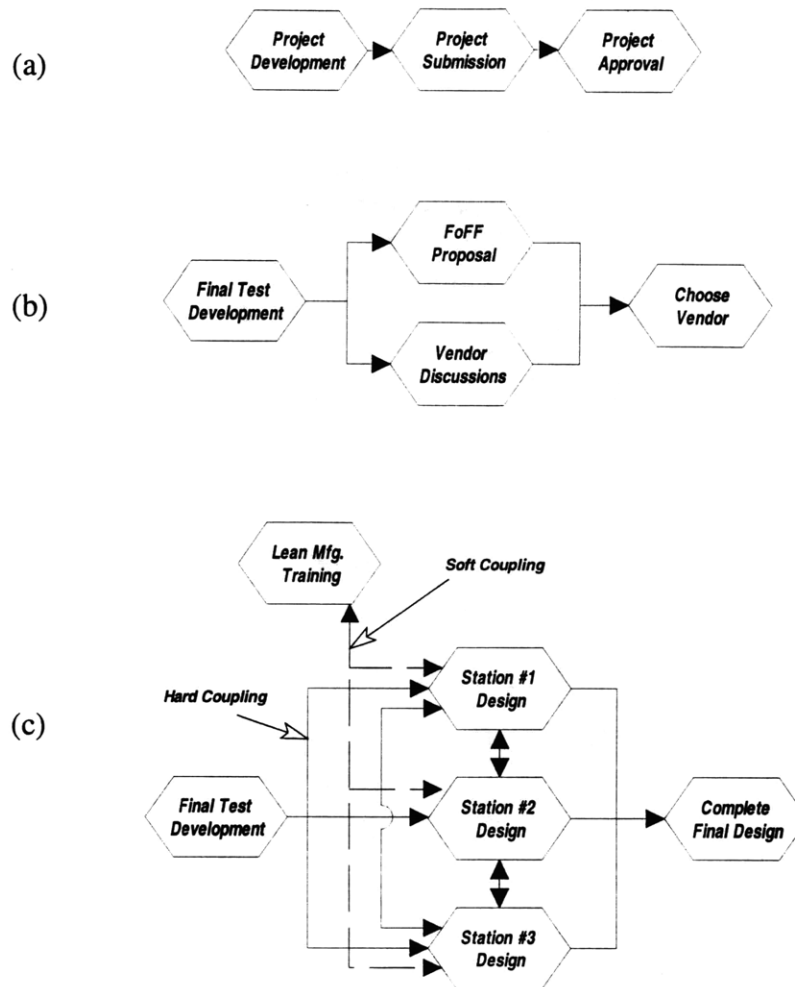 (a)
Project
Development
Project
Submission
Project
Approval
(b)
Final Test
Development
FoFF
Proposal
Vendor
Discussions
Choose
Vendor
(c)
Lean Mfg.
Training
Soft Coupling
Hard Coupling
Station #1
Design
Final Test
Development
Station #2
Design
Complete
Final Design
Station #3
Design